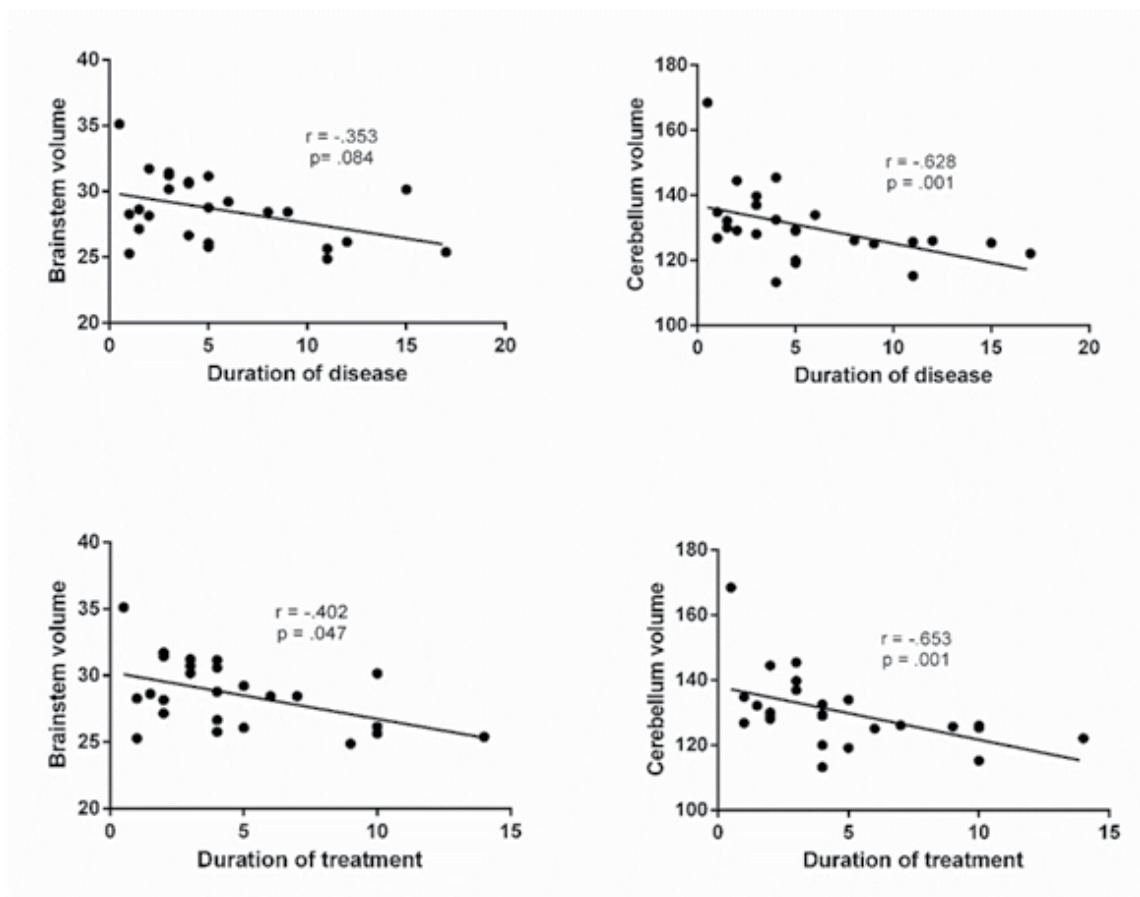 40
35
30
25
20
Brainstem volume
r = -.353
p= .084
0 5 10 15 20
Duration of disease
180
160
140
120
100
Cerebellum volume
r = -.628
p = .001
0 5 10 15 20
Duration of disease
40
35
30
25
20
Brainstem volume
r = -.402
p = .047
0 5 10 15
Duration of treatment
180
160
140
120
100
Cerebellum volume
r = -.653
p = .001
0 5 10 15
Duration of treatment